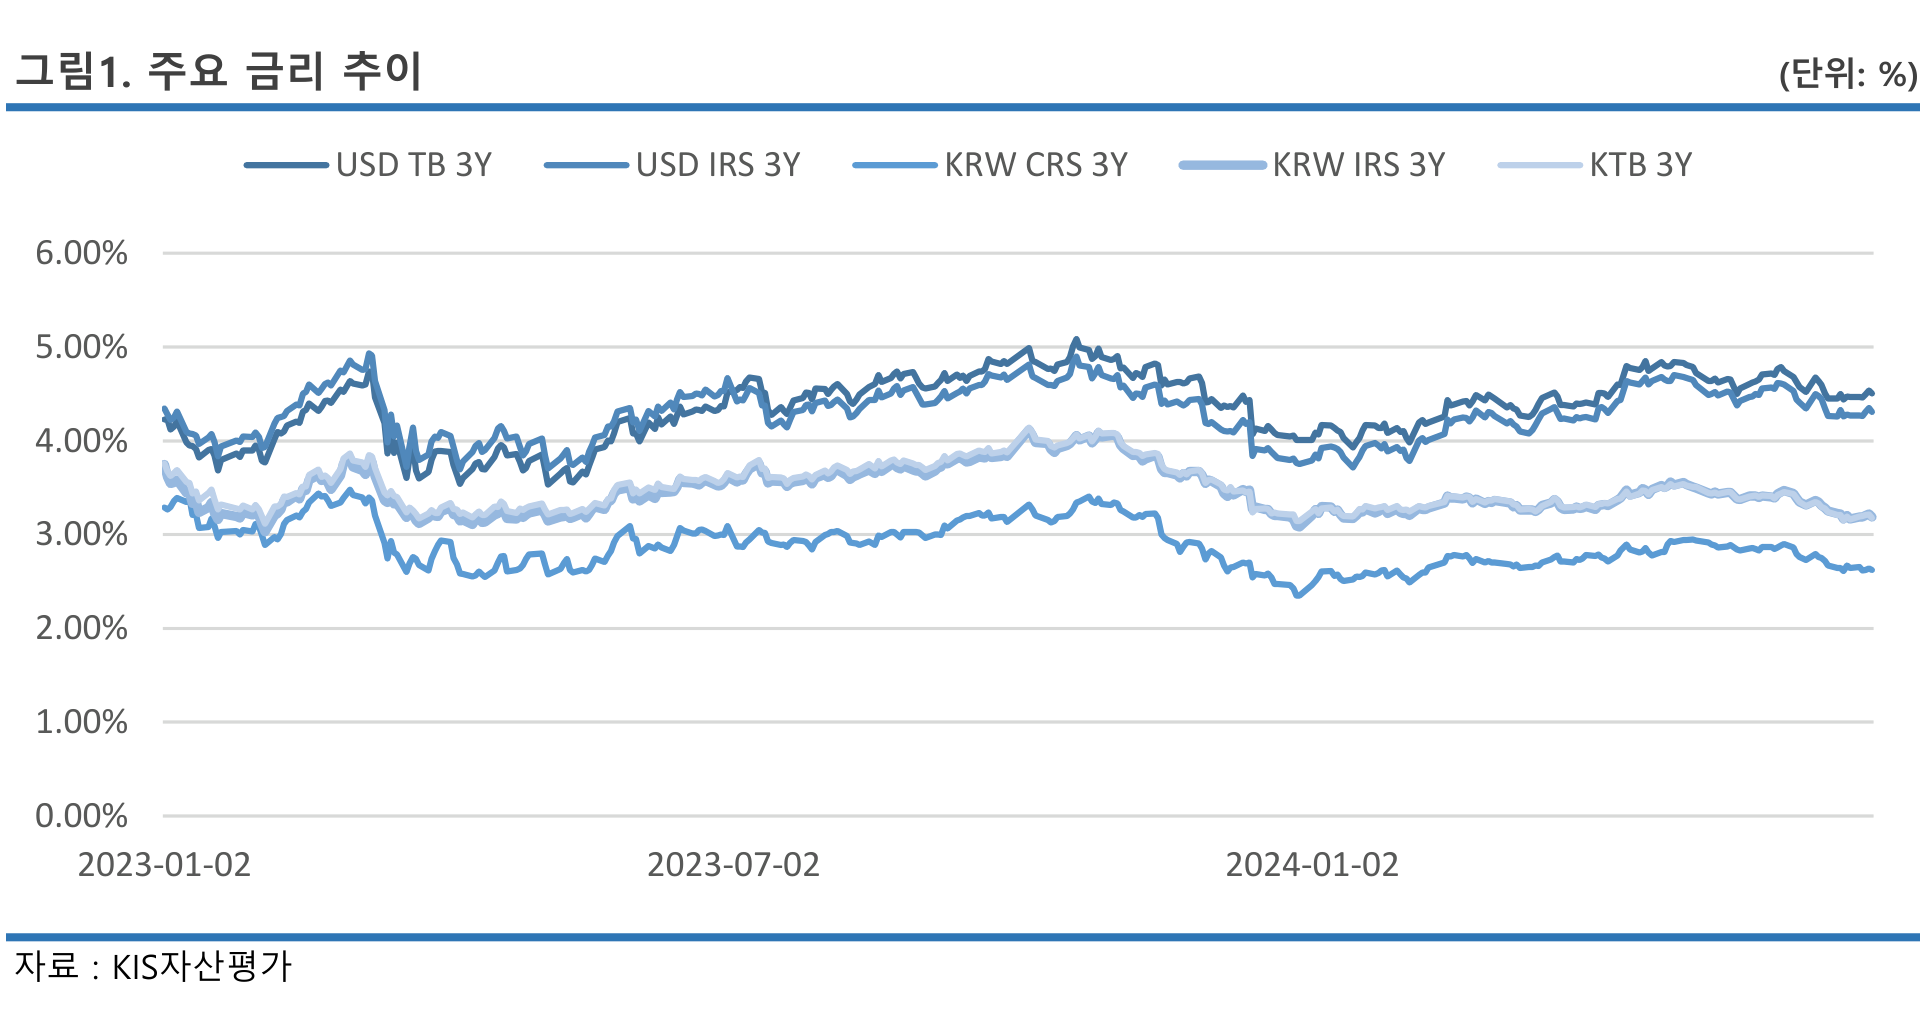 그림1. 주요 금리 추이
(단위: %)
USD TB 3Y
USD IRS 3Y
KRW CRS 3Y
KRW IRS 3Y
KTB 3Y
6.00%
5.00%
4.00%
3.00%
2.00%
1.00%
0.00%
2023-01-02
2023-07-02
2024-01-02
자료 : KIS자산평가